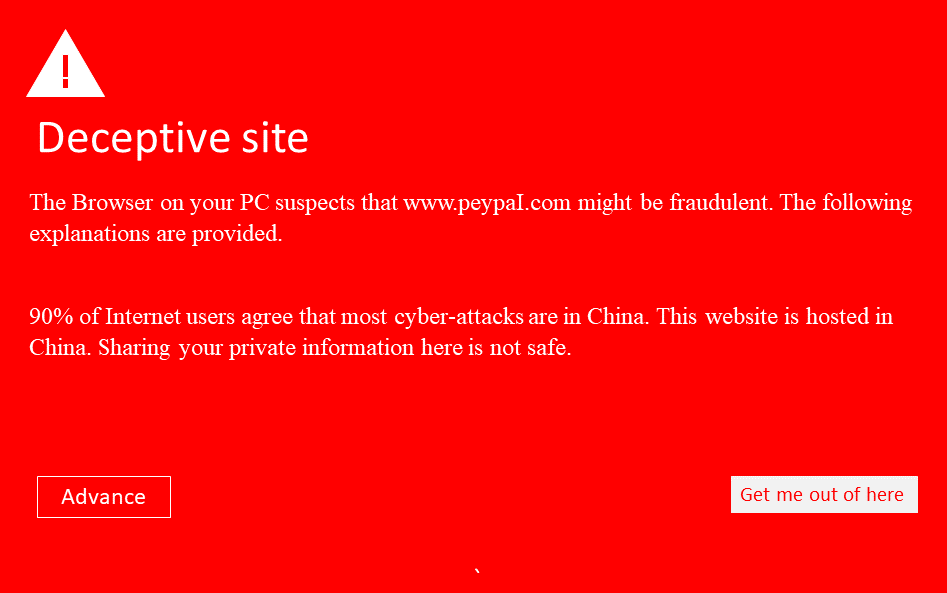 !
Deceptive site
The Browser on your PC suspects that www.peypaI.com might be fraudulent. The following
explanations are provided.
90% of Internet users agree that most cyber-attacks are in China. This website is hosted in
China. Sharing your private information here is not safe.
Advance
Get me out of here
`